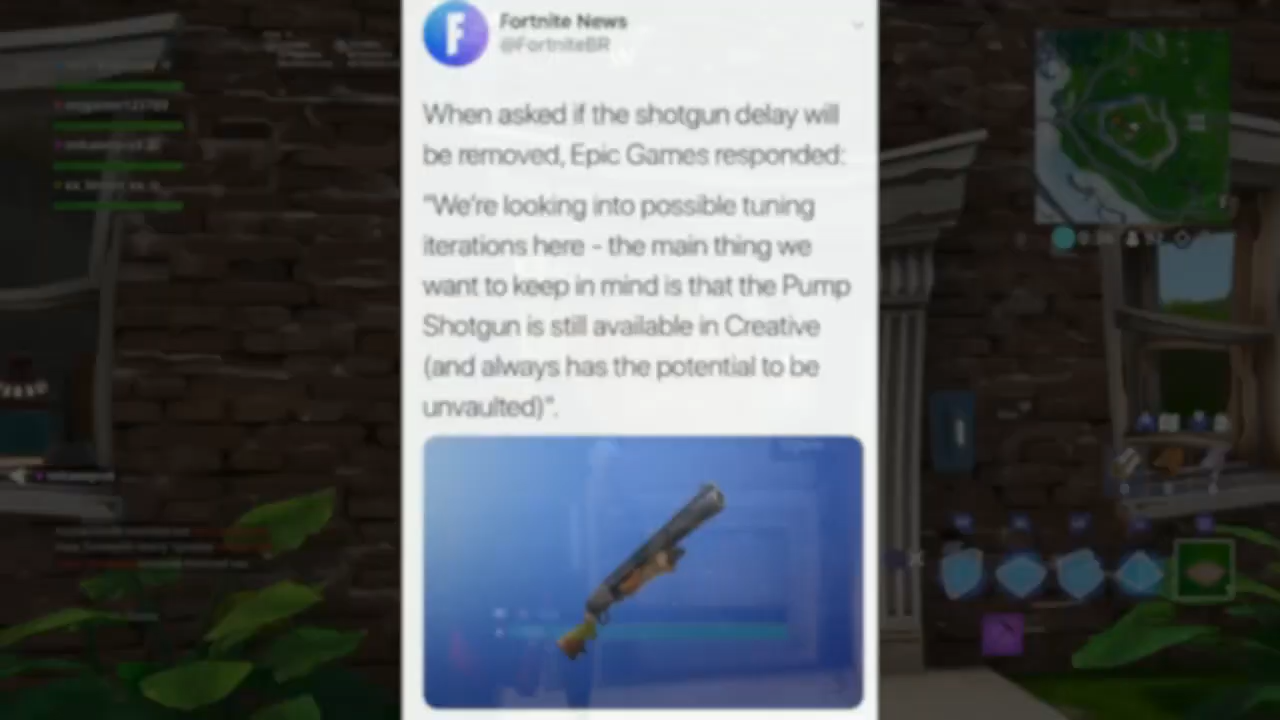 Fortnite News
@FortniteBR
When asked if the shotgun delay will
be removed, Epic Games responded:
"We're looking into possible tuning
iterations here - the main thing we
want to keep in mind is that the Pump
Shotgun is still available in Creative
(and always has the potential to be
unvaulted)".